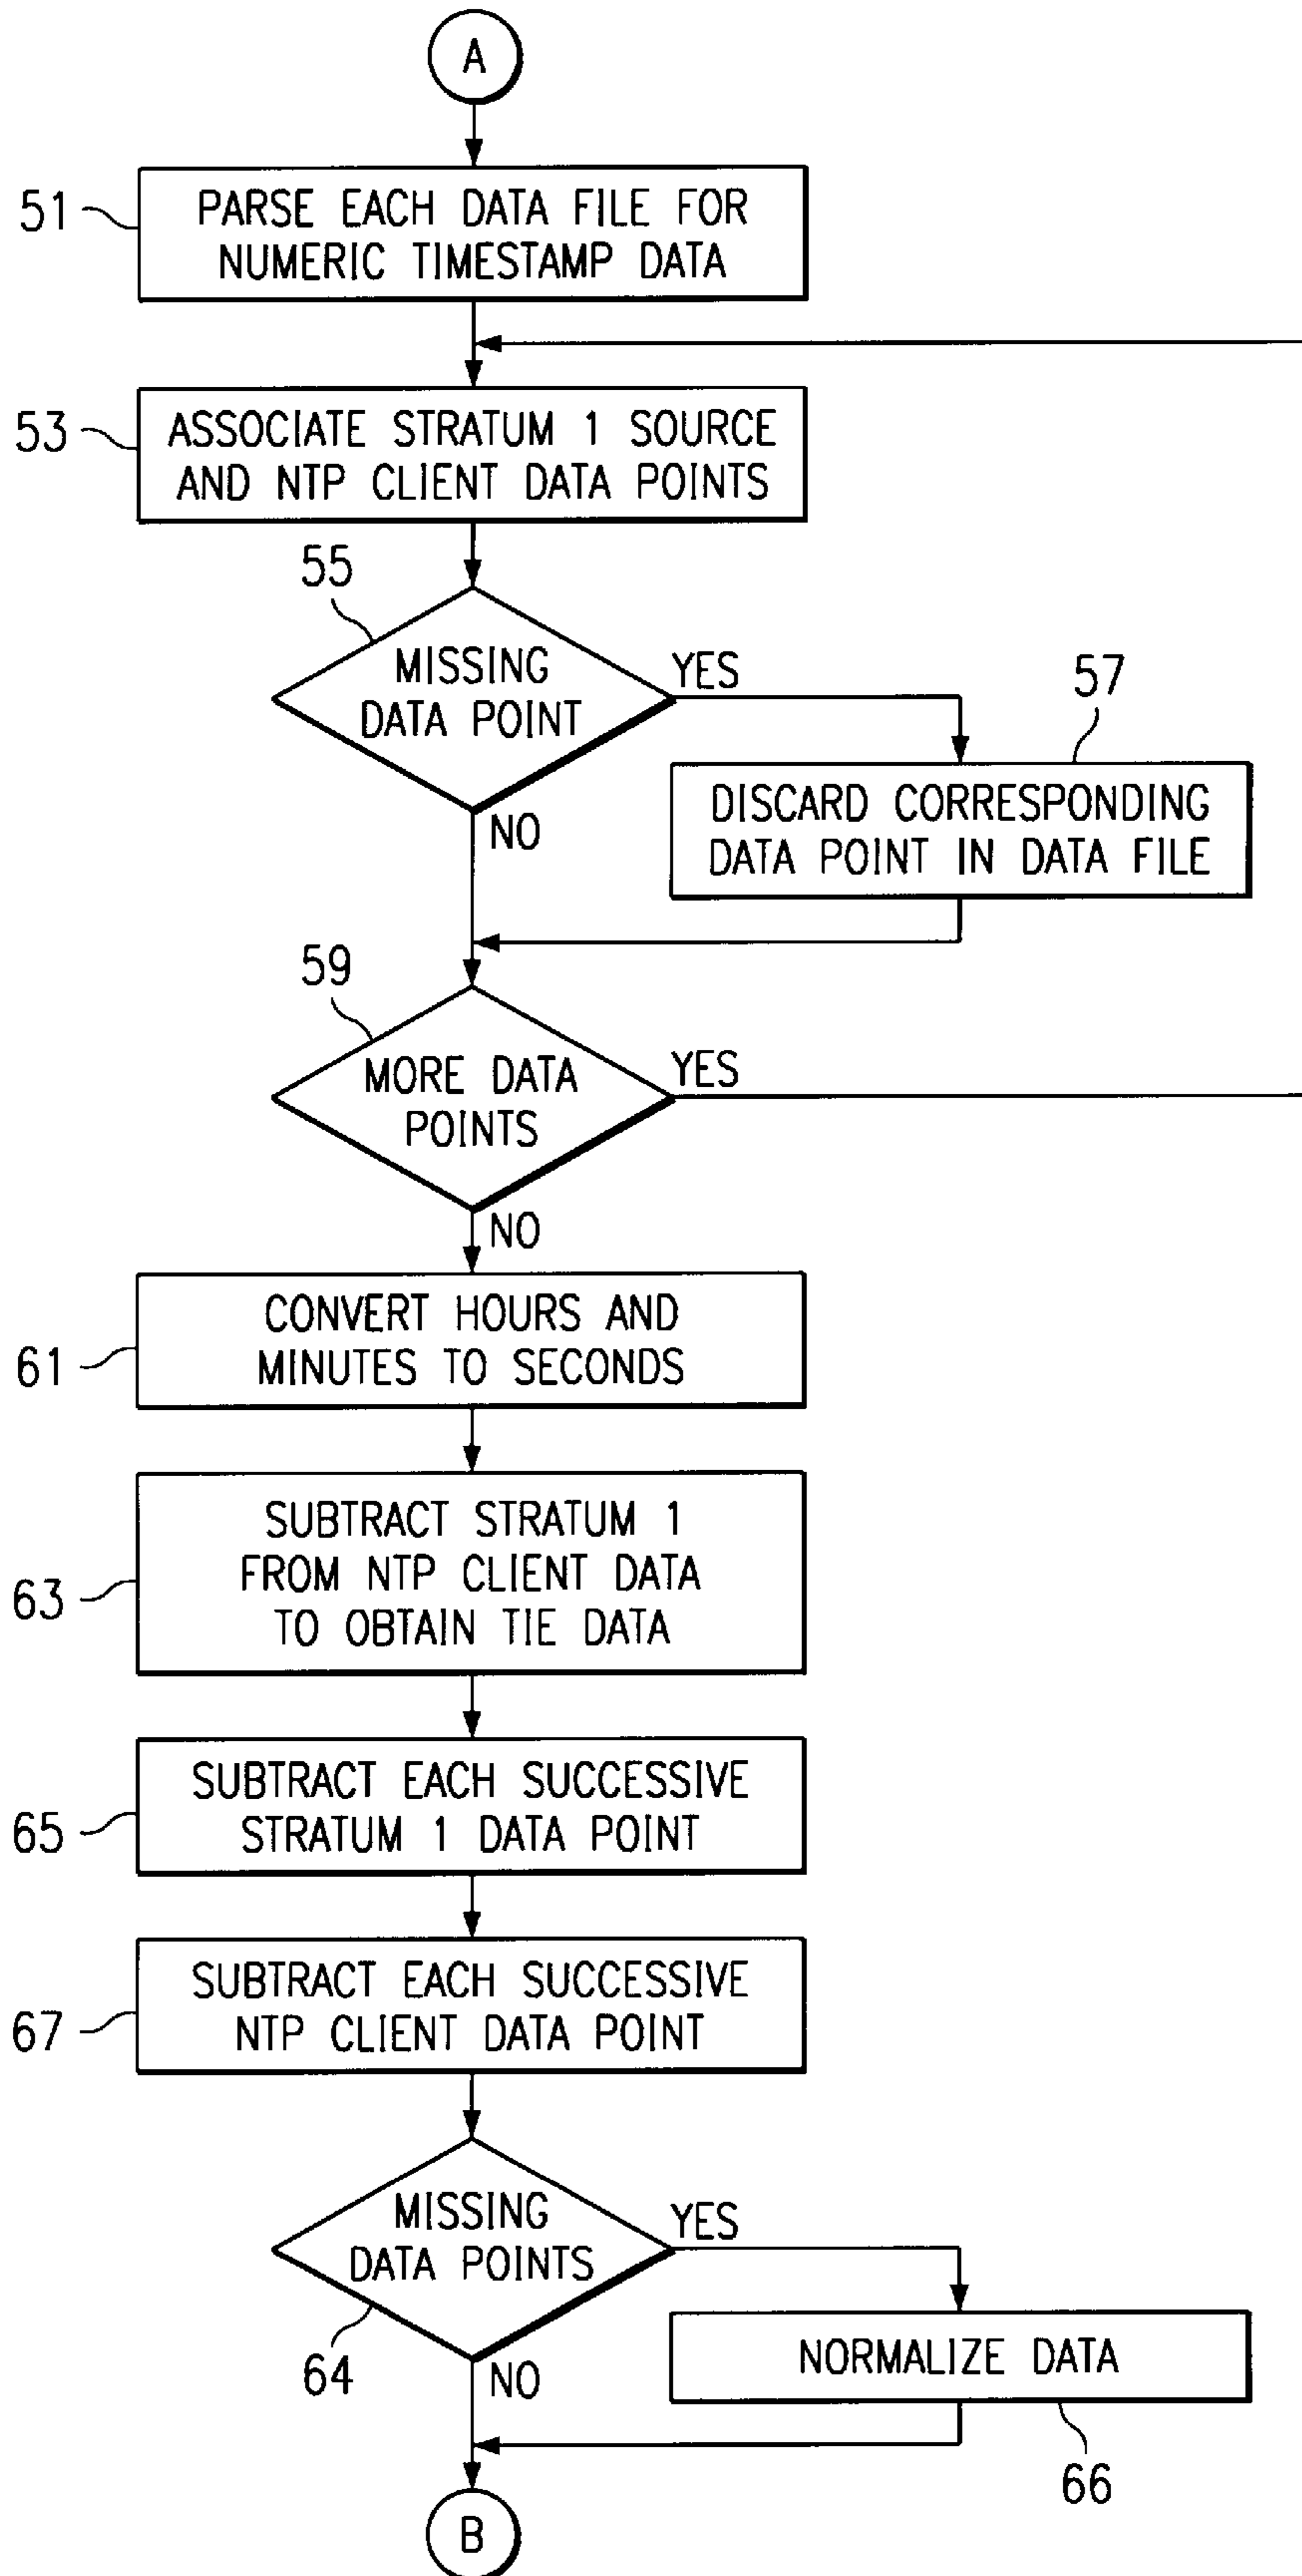 A
51
PARSE EACH DATA FILE FOR
NUMERIC TIMESTAMP DATA
53
ASSOCIATE STRATUM 1 SOURCE
AND NTP CLIENT DATA POINTS
55
MISSING
DATA POINT
YES
NO
57
DISCARD CORRESPONDING
DATA POINT IN DATA FILE
59
MORE DATA
POINTS
YES
NO
61
CONVERT HOURS AND
MINUTES TO SECONDS
63
SUBTRACT STRATUM 1
FROM NTP CLIENT DATA
TO OBTAIN TIE DATA
65
SUBTRACT EACH SUCCESSIVE
STRATUM 1 DATA POINT
67
SUBTRACT EACH SUCCESSIVE
NTP CLIENT DATA POINT
MISSING
DATA POINTS
YES
64
NO
NORMALIZE DATA
66
B